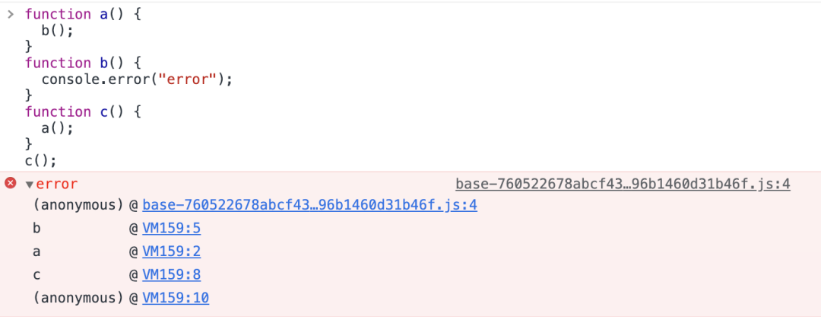 > function a() {
  b();
}
function b() {
  console.error("error");
}
function c() {
  a();
}
c();
▼error base-760522678abcf43…96b1460d31b46f.js:4
(anonymous) @ base-760522678abcf43…96b1460d31b46f.js:4
b @ VM159:5
a @ VM159:2
c @ VM159:8
(anonymous) @ VM159:10